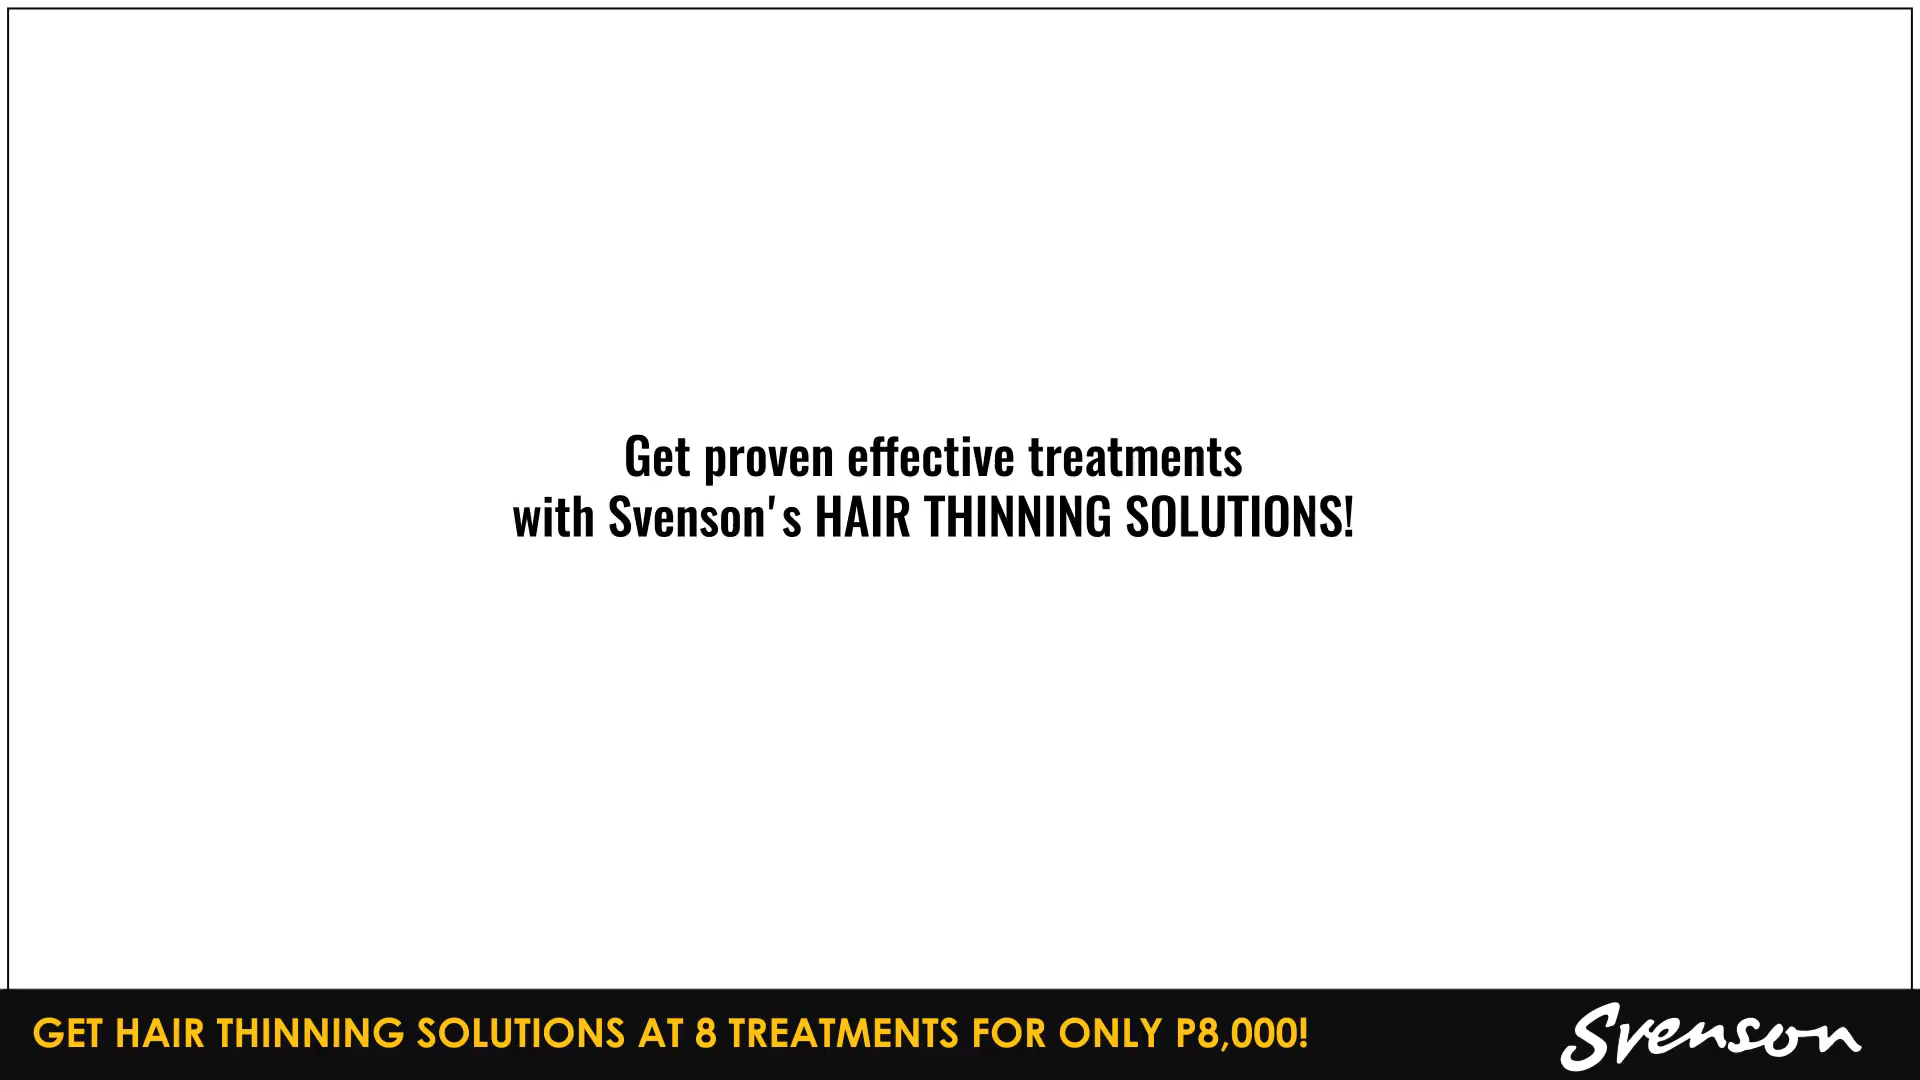 Get proven effective treatments
with Svenson's HAIR THINNING SOLUTIONS!
GET HAIR THINNING SOLUTIONS AT 8 TREATMENTS FOR ONLY P8,000!
Svenson